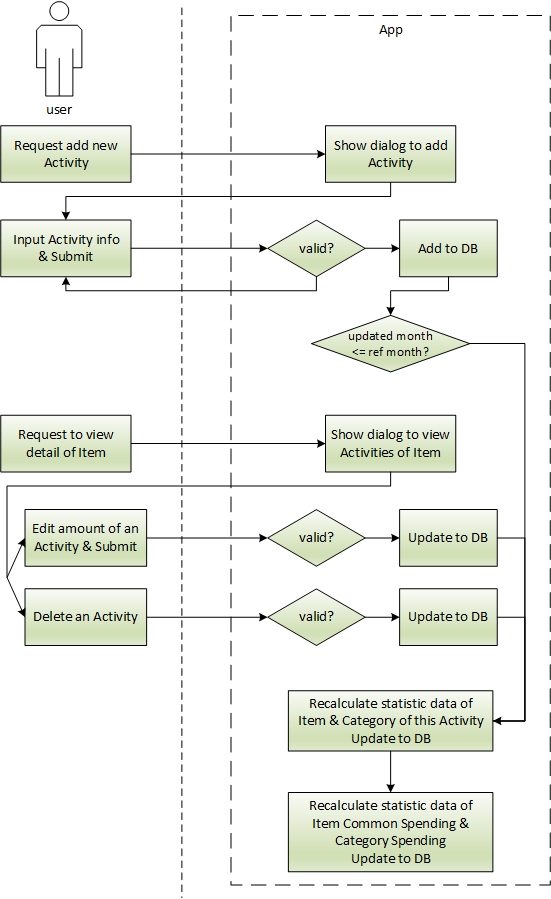 App
user
Request add new
Activity
Show dialog to add
Activity
Input Activity info
& Submit
valid?
Add to DB
updated month
<= ref month?
Request to view
detail of Item
Show dialog to view
Activities of Item
Edit amount of an
Activity & Submit
valid?
Update to DB
Delete an Activity
valid?
Update to DB
Recalculate statistic data of
Item & Category of this Activity
Update to DB
Recalculate statistic data of
Item Common Spending &
Category Spending
Update to DB